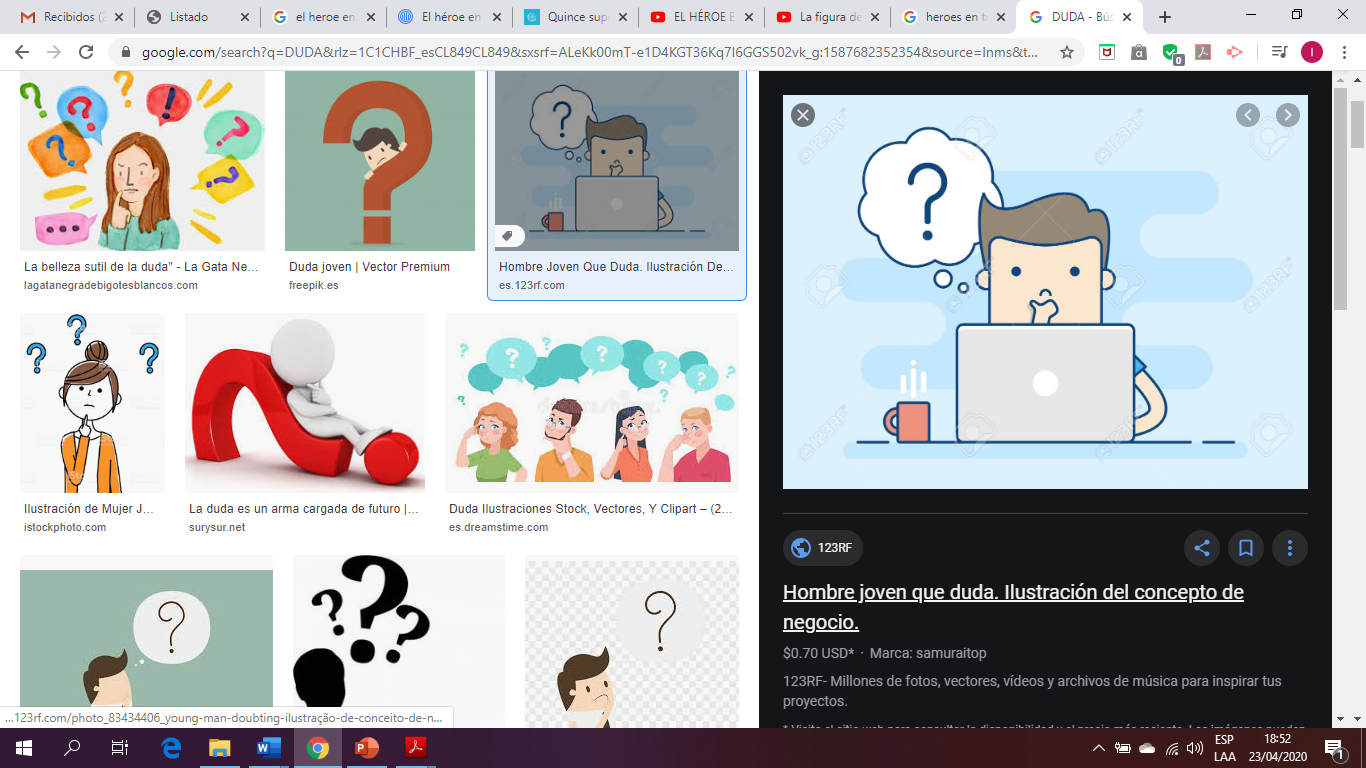 Recibidos (2
Listado
el heroe en
El héroe en
Quince sup
EL HÉROE E
La figura de
heroes en t
DUDA - Bús
google.com/search?q=DUDA&rlz=1C1CHBF_esCL849CL849&sxsrf=ALeKk00mT-e1D4KGT36Kq7I6GGS502vk_g:1587682352354&source=lnms&t...
0
I
La belleza sutil de la duda" - La Gata Ne...
lagatanegradebigotesblancos.com
Duda joven | Vector Premium
freepik.es
Hombre Joven Que Duda. Ilustración De...
es.123rf.com
Ilustración de Mujer J...
istockphoto.com
La duda es un arma cargada de futuro |...
surysur.net
Duda Ilustraciones Stock, Vectores, Y Clipart – (2...
es.dreamstime.com
...123rf.com/photo_83434406_young-man-doubting-ilustração-de-conceito-de-n...
123RF
123RF
Hombre joven que duda. Ilustración del concepto de
negocio.
$0.70 USD* · Marca: samuraitop
123RF- Millones de fotos, vectores, vídeos y archivos de música para inspirar tus
proyectos.
ESP
LAA
18:52
23/04/2020
1